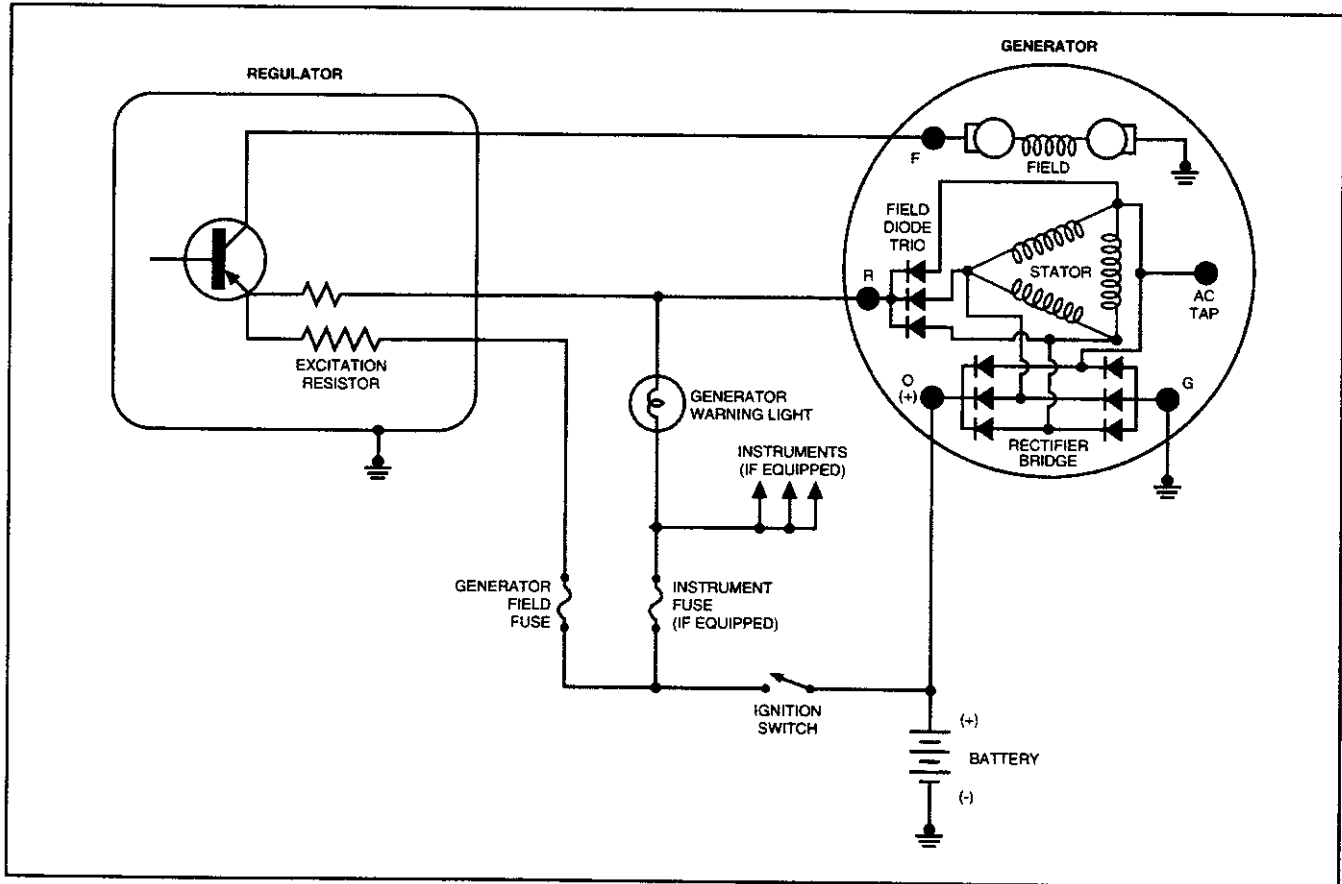 GENERATOR
REGULATOR
F
FIELD
FIELD
DIODE
TRIO
R
STATOR
AC
TAP
EXCITATION
RESISTOR
O
(+)
G
GENERATOR
WARNING LIGHT
RECTIFIER
BRIDGE
INSTRUMENTS
(IF EQUIPPED)
GENERATOR
FIELD
FUSE
INSTRUMENT
FUSE
(IF EQUIPPED)
IGNITION
SWITCH
(+)
BATTERY
(-)